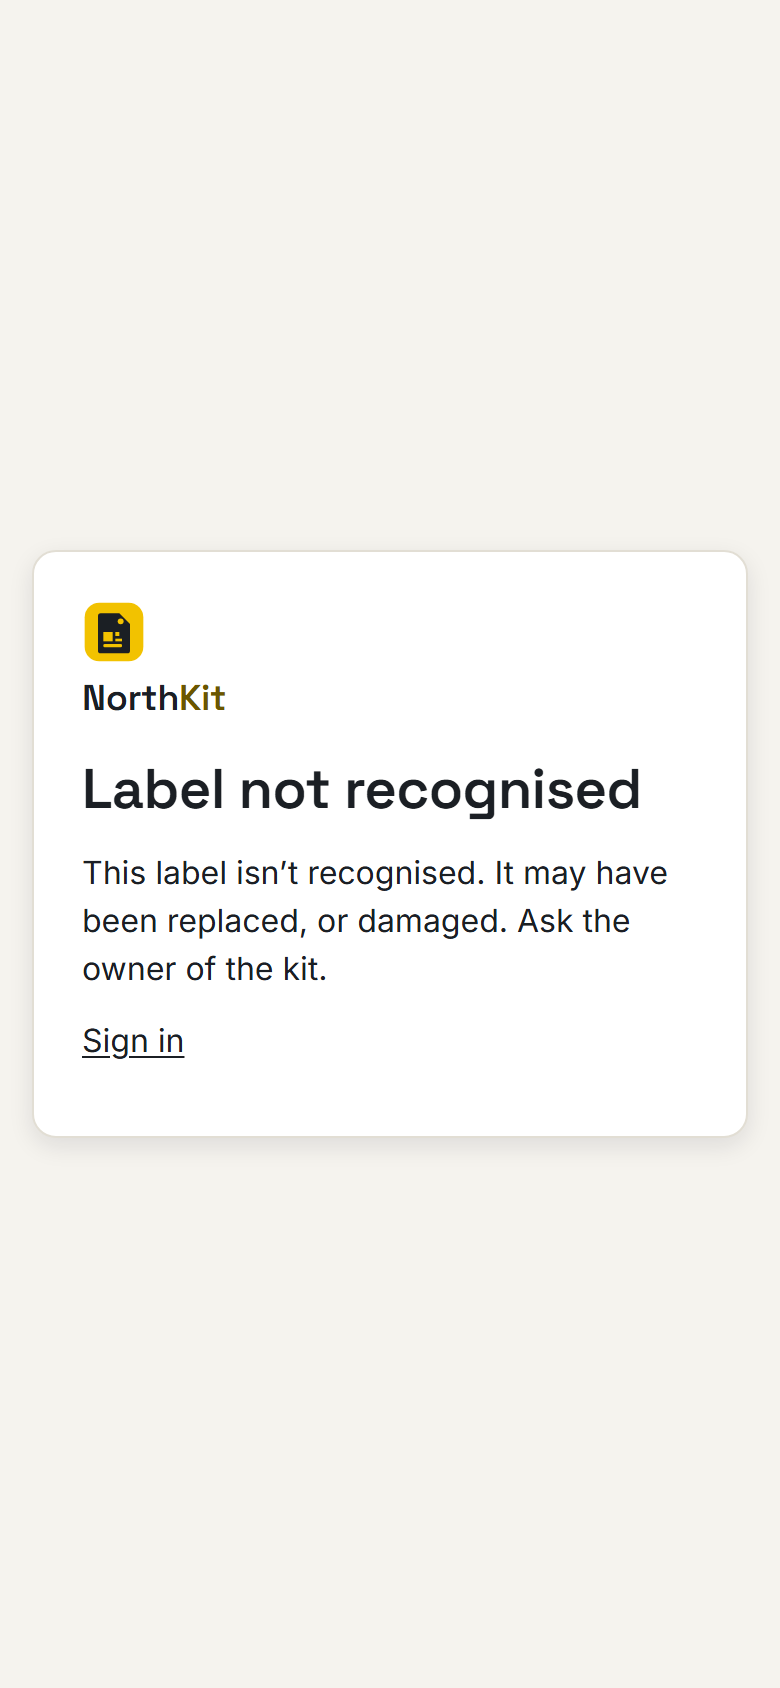 NorthKit
Label not recognised
This label isn’t recognised. It may have
been replaced, or damaged. Ask the
owner of the kit.
Sign in